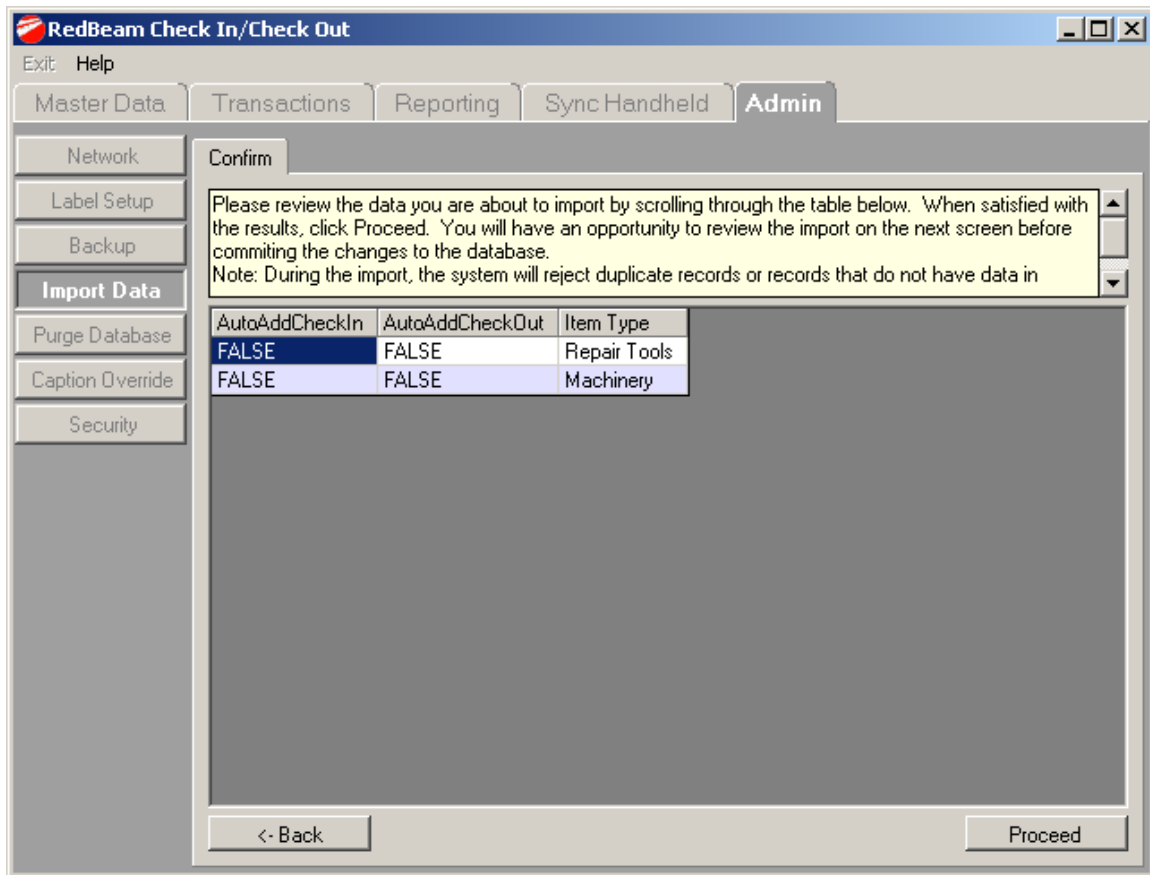 RedBeam Check In/Check Out
Exit Help
Master Data Transactions Reporting Sync Handheld Admin
Network
Label Setup
Backup
Import Data
Purge Database
Caption Override
Security
Confirm
Please review the data you are about to import by scrolling through the table below. When satisfied with
the results, click Proceed. You will have an opportunity to review the import on the next screen before
commiting the changes to the database.
Note: During the import, the system will reject duplicate records or records that do not have data in
AutoAddCheckIn AutoAddCheckOut Item Type
FALSE FALSE Repair Tools
FALSE FALSE Machinery
<- Back Proceed